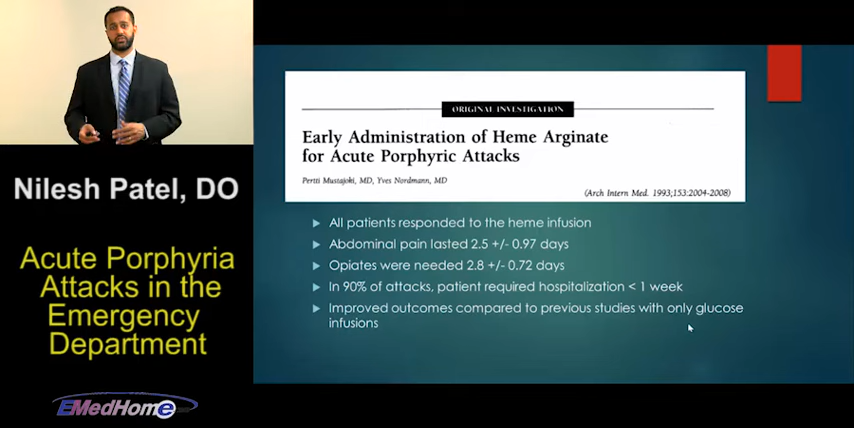 Nilesh Patel, DO
Acute Porphyria
Attacks in the
Emergency
Department
EMedHome
ORIGINAL INVESTIGATION
Early Administration of Heme Arginate
for Acute Porphyric Attacks
Pertti Mustajoki, MD, Yves Nordmann, MD
(Arch Intern Med. 1993;153:2004-2008)
All patients responded to the heme infusion
Abdominal pain lasted 2.5 +/- 0.97 days
Opiates were needed 2.8 +/- 0.72 days
In 90% of attacks, patient required hospitalization < 1 week
Improved outcomes compared to previous studies with only glucose
infusions